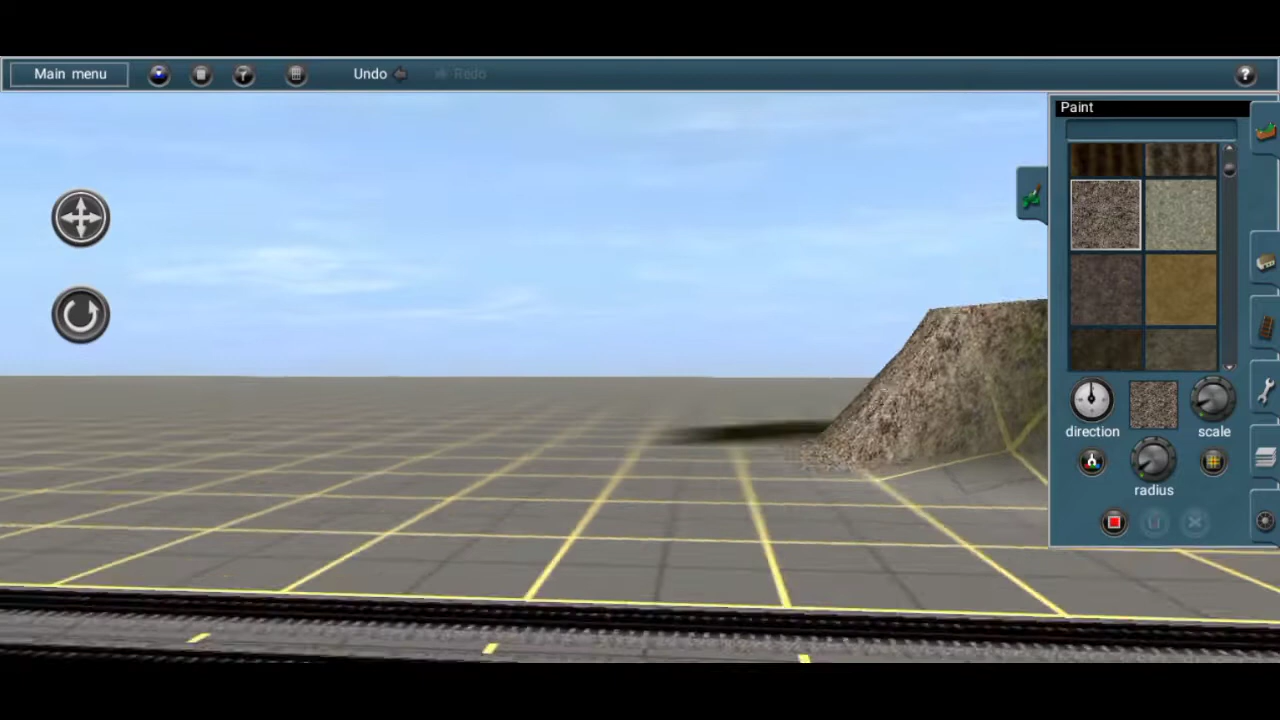 Main menu
Undo
Redo
?
Paint
direction
scale
radius